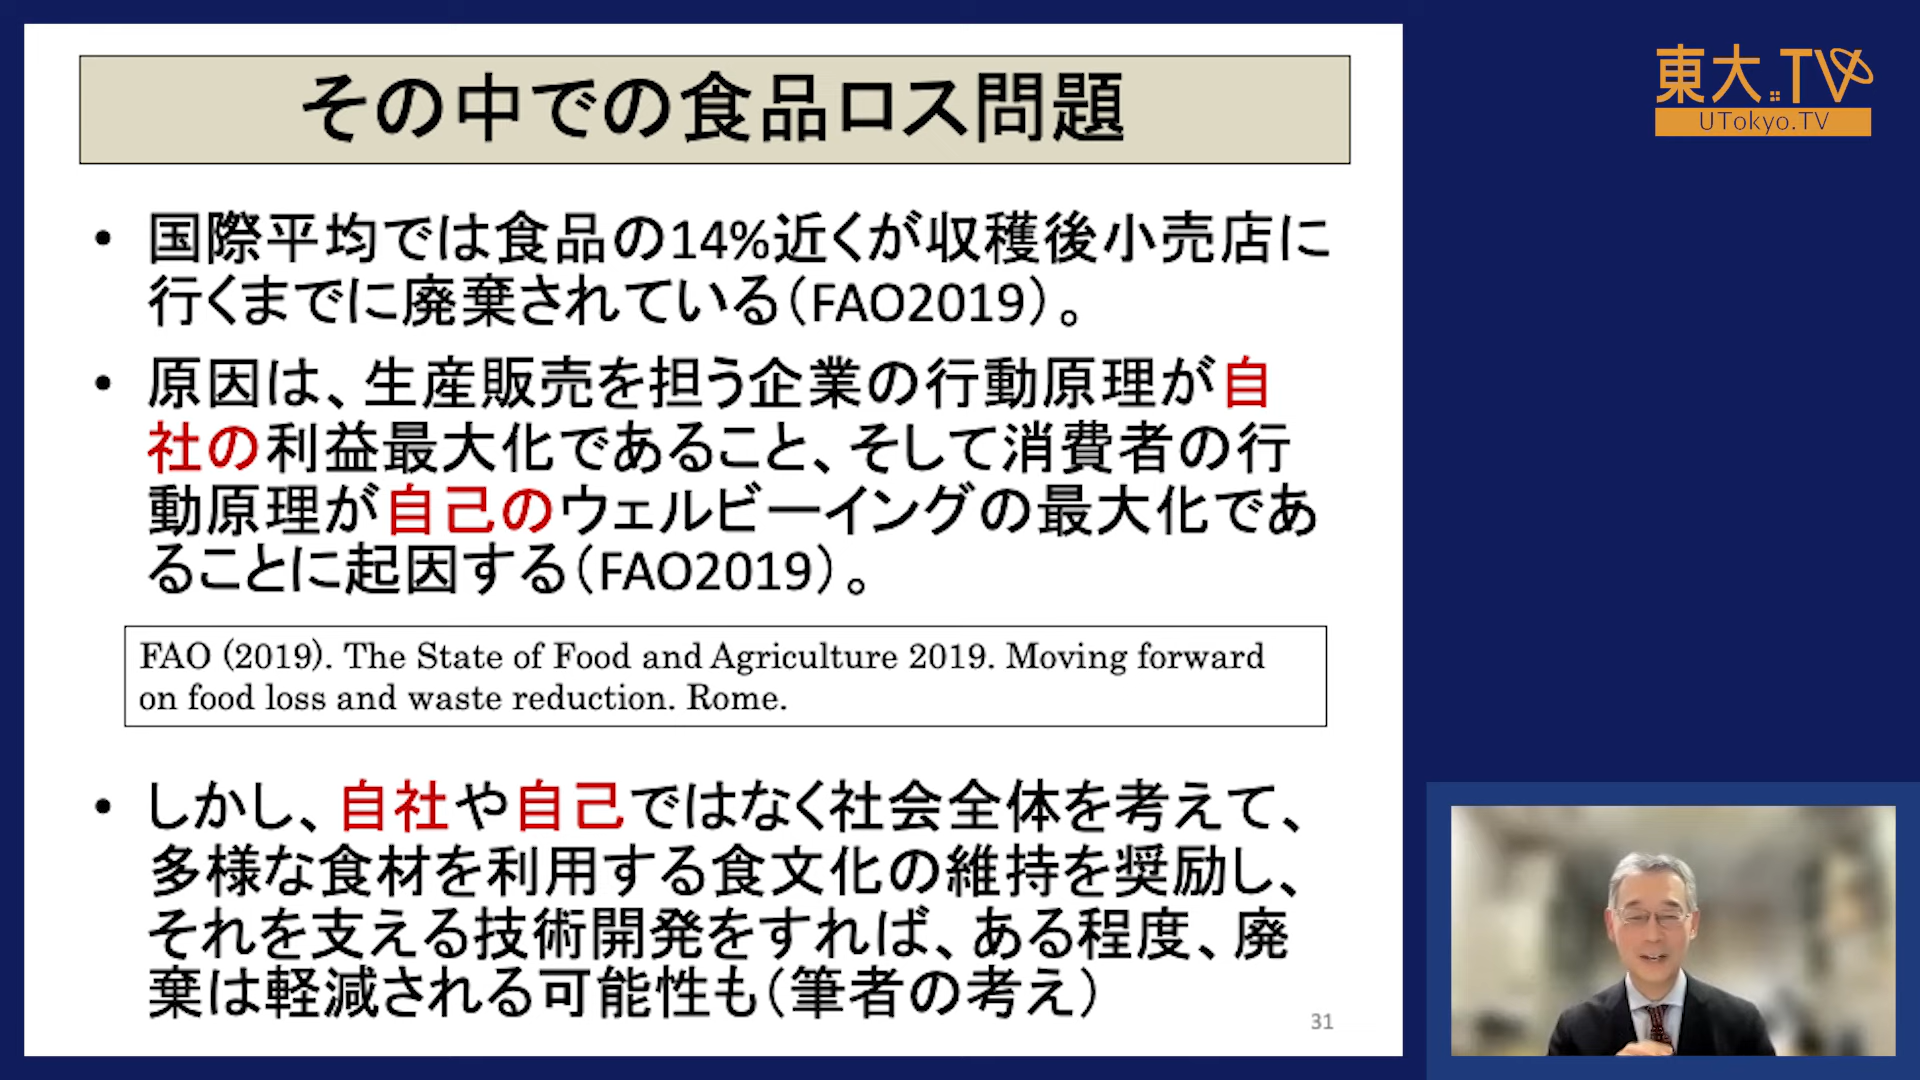 その中での食品ロス問題
• 国際平均では食品の14%近くが収穫後小売店に
行くまでに廃棄されている（FAO2019）。
• 原因は、生産販売を担う企業の行動原理が自
社の利益最大化であること、そして消費者の行
動原理が自己のウェルビーイングの最大化であ
ることに起因する（FAO2019）。
FAO (2019). The State of Food and Agriculture 2019. Moving forward
on food loss and waste reduction. Rome.
• しかし、自社や自己ではなく社会全体を考えて、
多様な食材を利用する食文化の維持を奨励し、
それを支える技術開発をすれば、ある程度、廃
棄は軽減される可能性も（筆者の考え）
31
東大TV
UTokyo.TV